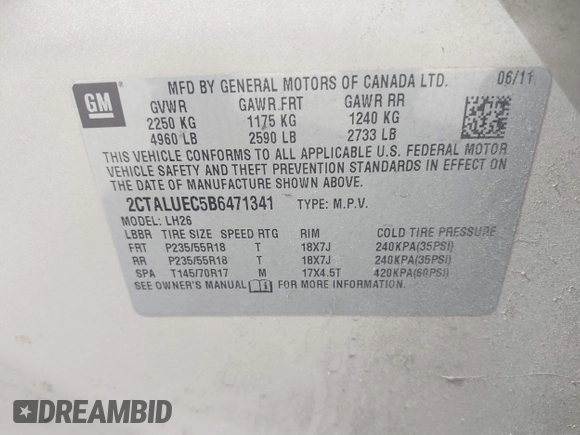 GM
MFD BY GENERAL MOTORS OF CANADA LTD. 06/11
GVWR GAWR FRT GAWR RR
2250 KG 1175 KG 1240 KG
4960 LB 2590 LB 2733 LB
THIS VEHICLE CONFORMS TO ALL APPLICABLE U.S. FEDERAL MOTOR
VEHICLE SAFETY AND THEFT PREVENTION STANDARDS IN EFFECT ON
THE DATE OF MANUFACTURE SHOWN ABOVE.
2CTALUEC5B6471341 TYPE: M.P.V.
MODEL: LH26
LBBR TIRE SIZE SPEED RTG RIM COLD TIRE PRESSURE
FRT P235/55R18 T 18X7J 240KPA(35PSI)
RR P235/55R18 T 18X7J 240KPA(35PSI)
SPA T145/70R17 M 17X4.5T 420KPA(60PSI)
SEE OWNER'S MANUAL FOR MORE INFORMATION.
DREAMBID